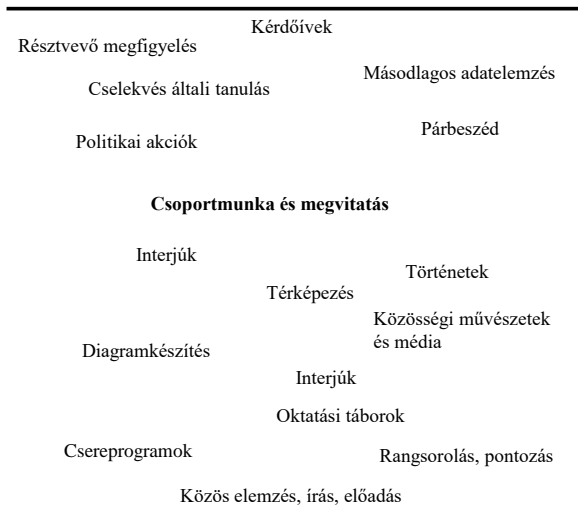 Kérdőívek
Résztvevő megfigyelés
Másodlagos adatelemzés
Cselekvés általi tanulás
Párbeszéd
Politikai akciók
Csoportmunka és megvitatás
Interjúk
Történetek
Térképezés
Közösségi művészetek
és média
Diagramkészítés
Interjúk
Oktatási táborok
Csereprogramok
Rangsorolás, pontozás
Közös elemzés, írás, előadás